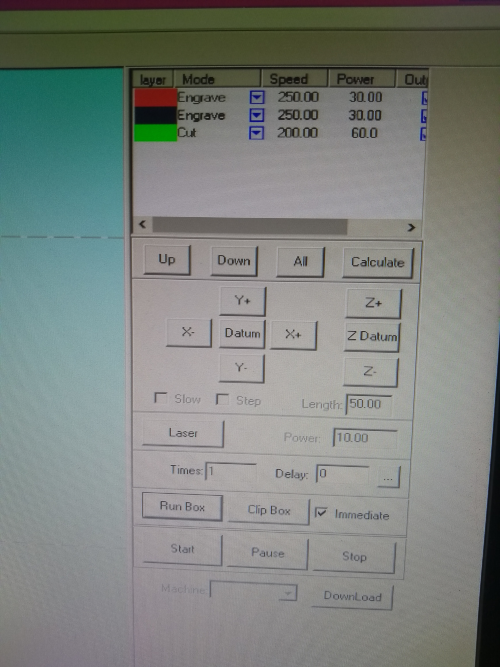 layer Mode Speed Power Outp
Engrave 250.00 30.00
Engrave 250.00 30.00
Cut 200.00 60.0
< >
Up Down All Calculate
Y+ Z+
X- Datum X+ Z Datum
Y- Z-
Slow Step Length: 50.00
Laser Power: 10.00
Times: 1 Delay: 0 ...
Run Box Clip Box Immediate
Start Pause Stop
Machine: DownLoad